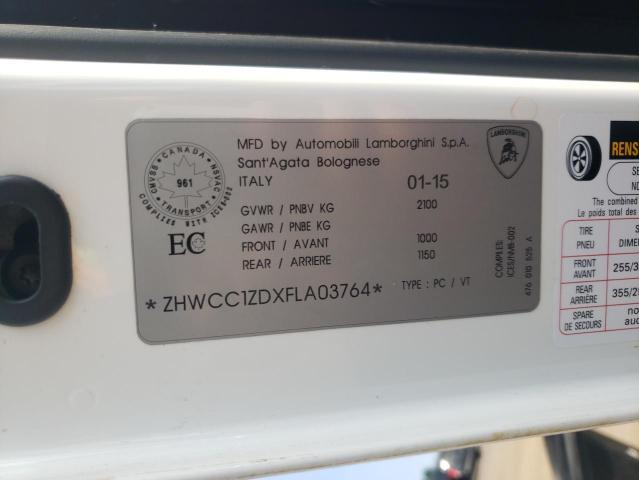 MFD by Automobili Lamborghini S.p.A.
Sant'Agata Bolognese
ITALY
01-15
GVWR / PNBV KG 2100
GAWR / PNBE KG
FRONT / AVANT 1000
REAR / ARRIERE 1150
CANADA
CMVSS NSVAC
961
TRANSPORT
COMPLIES WITH ICES-002
EC
LAMBORGHINI
COMPLIES:
ICES/NMB-002
476 010 525 A
*ZHWCC1ZDXFLA03764* TYPE : PC / VT
RENS
SE
The combined
Le poids total des
TIRE
PNEU
DIME
FRONT
AVANT
255/3
REAR
ARRIÈRE
355/2
SPARE
DE SECOURS